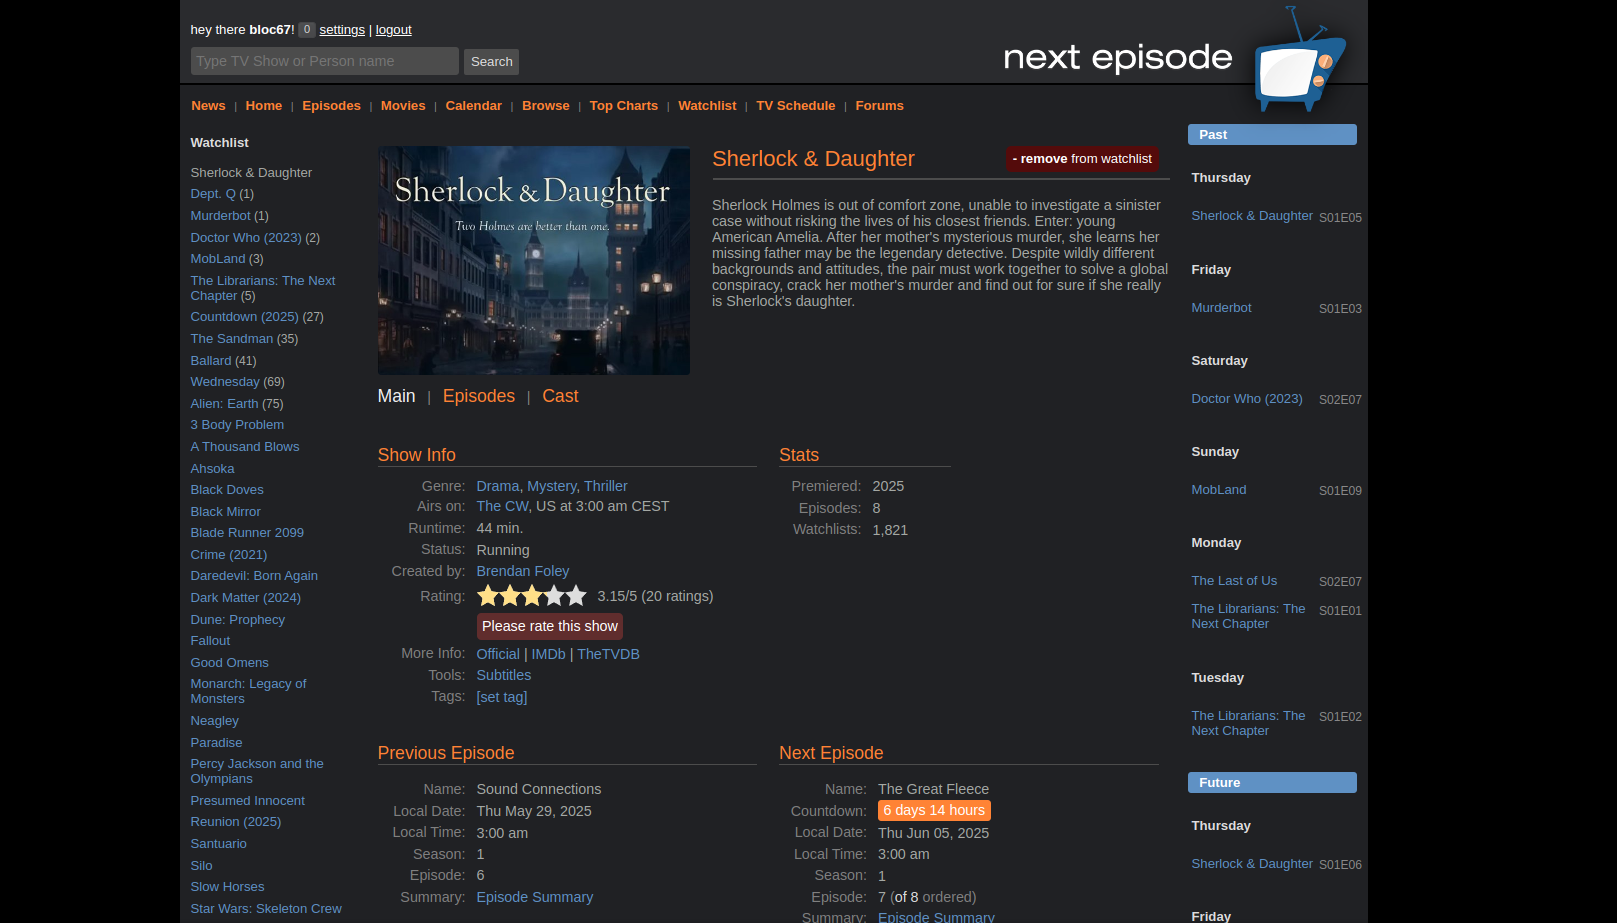 hey there bloc67! 0 settings | logout
Type TV Show or Person name Search
next episode
News | Home | Episodes | Movies | Calendar | Browse | Top Charts | Watchlist | TV Schedule | Forums
Watchlist
Sherlock & Daughter
Dept. Q (1)
Murderbot (1)
Doctor Who (2023) (2)
MobLand (3)
The Librarians: The Next
Chapter (5)
Countdown (2025) (27)
The Sandman (35)
Ballard (41)
Wednesday (69)
Alien: Earth (75)
3 Body Problem
A Thousand Blows
Ahsoka
Black Doves
Black Mirror
Blade Runner 2099
Crime (2021)
Daredevil: Born Again
Dark Matter (2024)
Dune: Prophecy
Fallout
Good Omens
Monarch: Legacy of
Monsters
Neagley
Paradise
Percy Jackson and the
Olympians
Presumed Innocent
Reunion (2025)
Santuario
Silo
Slow Horses
Star Wars: Skeleton Crew
Sherlock & Daughter
Two Holmes are better than one.
Sherlock & Daughter
- remove from watchlist
Sherlock Holmes is out of comfort zone, unable to investigate a sinister
case without risking the lives of his closest friends. Enter: young
American Amelia. After her mother's mysterious murder, she learns her
missing father may be the legendary detective. Despite wildly different
backgrounds and attitudes, the pair must work together to solve a global
conspiracy, crack her mother's murder and find out for sure if she really
is Sherlock's daughter.
Main | Episodes | Cast
Show Info
Genre: Drama, Mystery, Thriller
Airs on: The CW, US at 3:00 am CEST
Runtime: 44 min.
Status: Running
Created by: Brendan Foley
Rating: 3.15/5 (20 ratings)
Please rate this show
More Info: Official | IMDb | TheTVDB
Tools: Subtitles
Tags: [set tag]
Stats
Premiered: 2025
Episodes: 8
Watchlists: 1,821
Previous Episode
Name: Sound Connections
Local Date: Thu May 29, 2025
Local Time: 3:00 am
Season: 1
Episode: 6
Summary: Episode Summary
Next Episode
Name: The Great Fleece
Countdown: 6 days 14 hours
Local Date: Thu Jun 05, 2025
Local Time: 3:00 am
Season: 1
Episode: 7 (of 8 ordered)
Summary: Episode Summary
Past
Thursday
Sherlock & Daughter S01E05
Friday
Murderbot S01E03
Saturday
Doctor Who (2023) S02E07
Sunday
MobLand S01E09
Monday
The Last of Us S02E07
The Librarians: The S01E01
Next Chapter
Tuesday
The Librarians: The S01E02
Next Chapter
Future
Thursday
Sherlock & Daughter S01E06
Friday